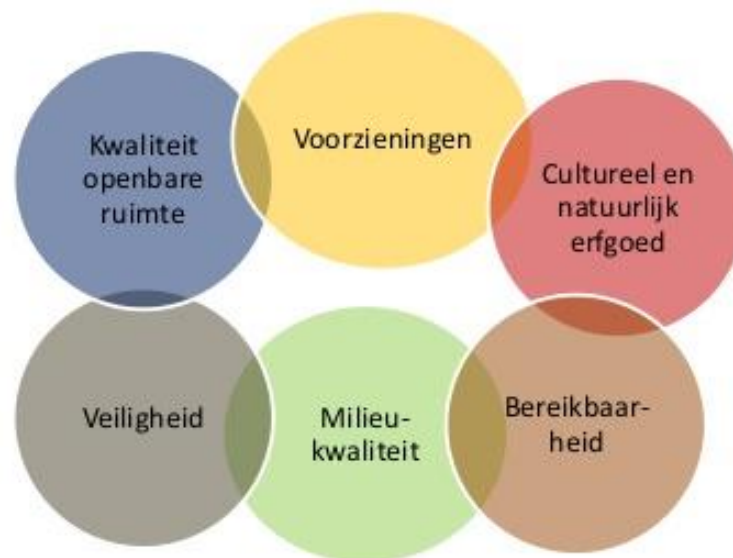 Kwaliteit
openbare
ruimte
Voorzieningen
Cultureel en
natuurlijk
erfgoed
Veiligheid
Milieu-
kwaliteit
Bereikbaar-
heid